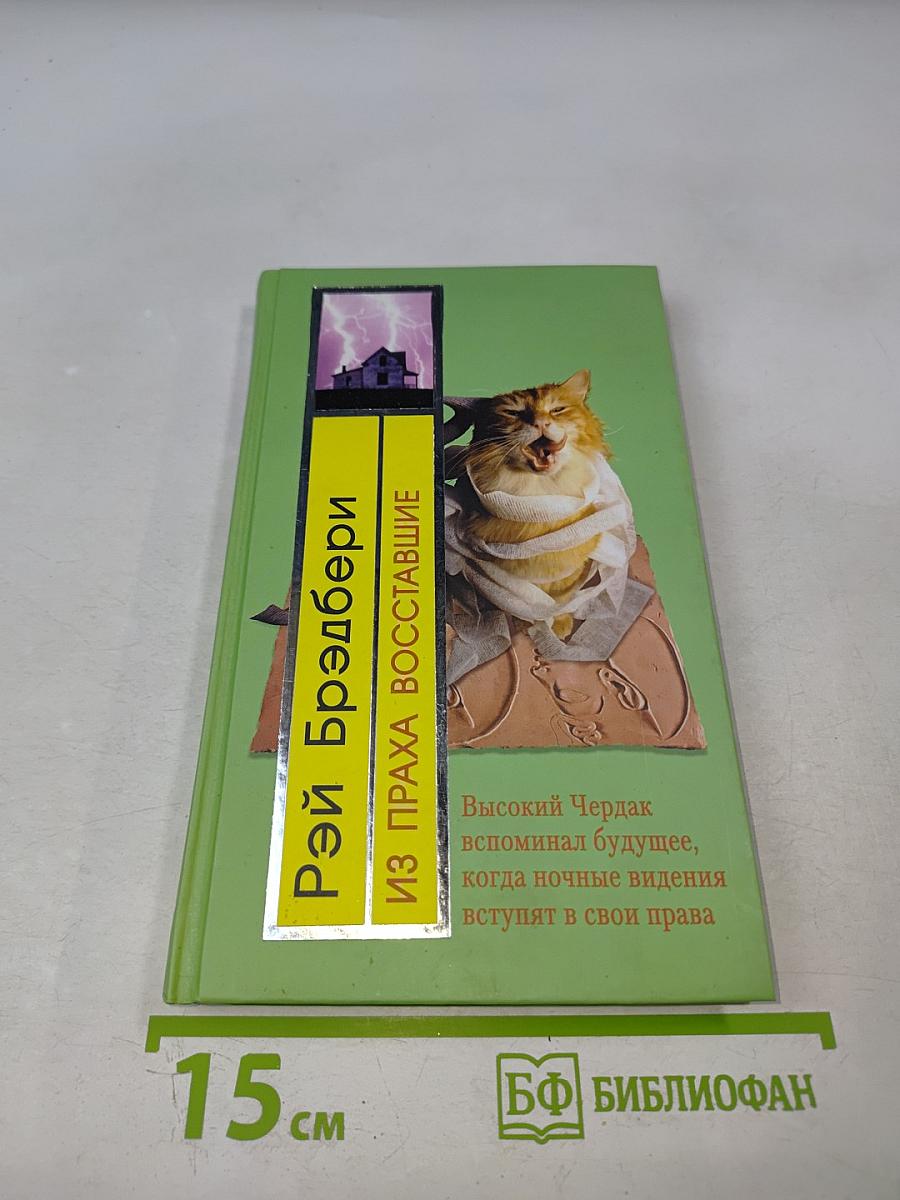 Рэй Брэдбери
ИЗ ПРАХА ВОССТАВШИЕ
Высокий Чердак
вспоминал будущее,
когда ночные видения
вступят в свои права
15 см
БФ БИБЛИОФАН